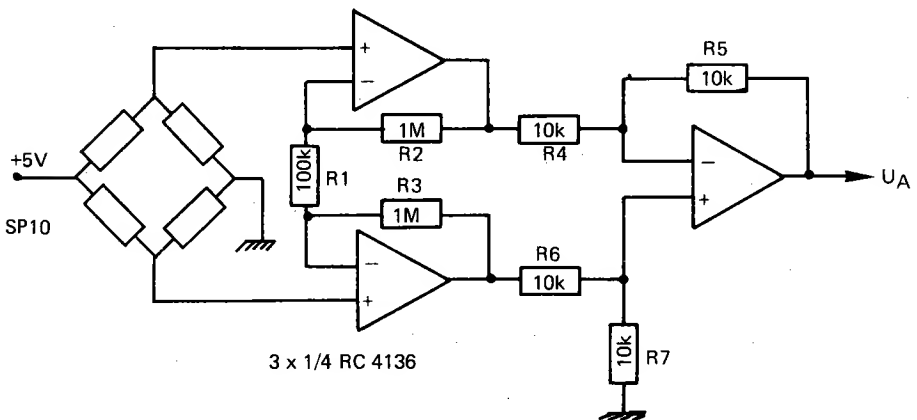 R5
10k
+
−
1M
R2
10k
R4
+5V
100k
R1
R3
1M
−
+
UA
SP10
−
+
R6
10k
10k
R7
3 x 1/4 RC 4136